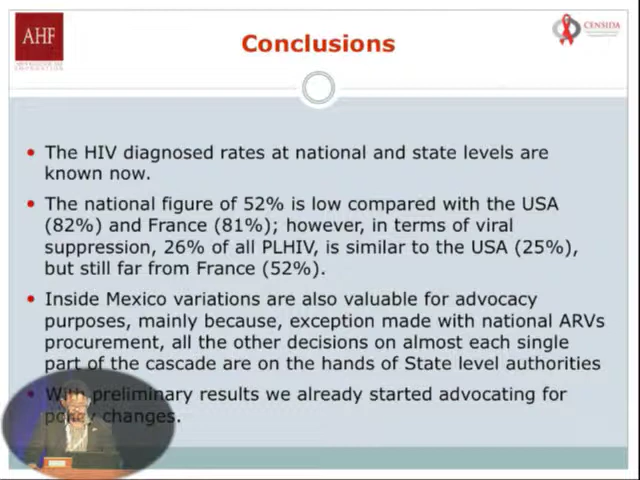 AHF
CENSIDA
Conclusions
The HIV diagnosed rates at national and state levels are
known now.
The national figure of 52% is low compared with the USA
(82%) and France (81%); however, in terms of viral
suppression, 26% of all PLHIV, is similar to the USA (25%),
but still far from France (52%).
Inside Mexico variations are also valuable for advocacy
purposes, mainly because, exception made with national ARVs
procurement, all the other decisions on almost each single
part of the cascade are on the hands of State level authorities
With preliminary results we already started advocating for
policy changes.